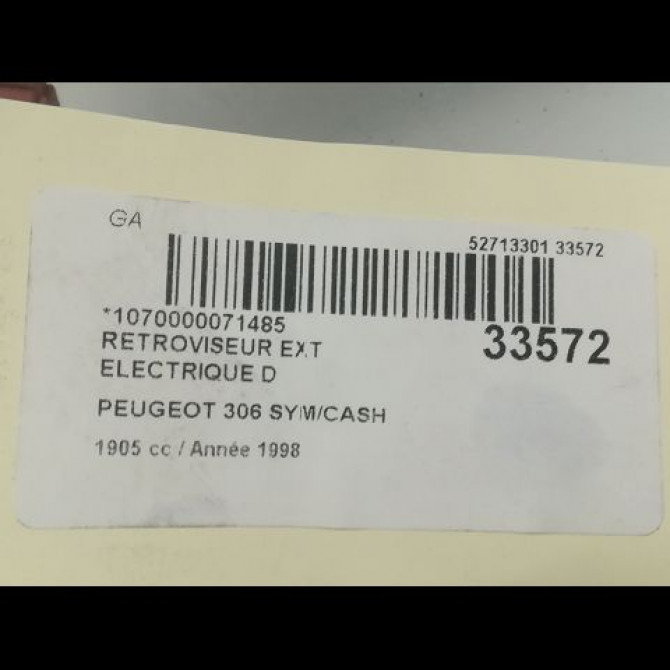 GA
52713301 33572
*1070000071485
33572
RETROVISEUR EXT
ELECTRIQUE D
PEUGEOT 306 SYM/CASH
1905 cc / Année 1998